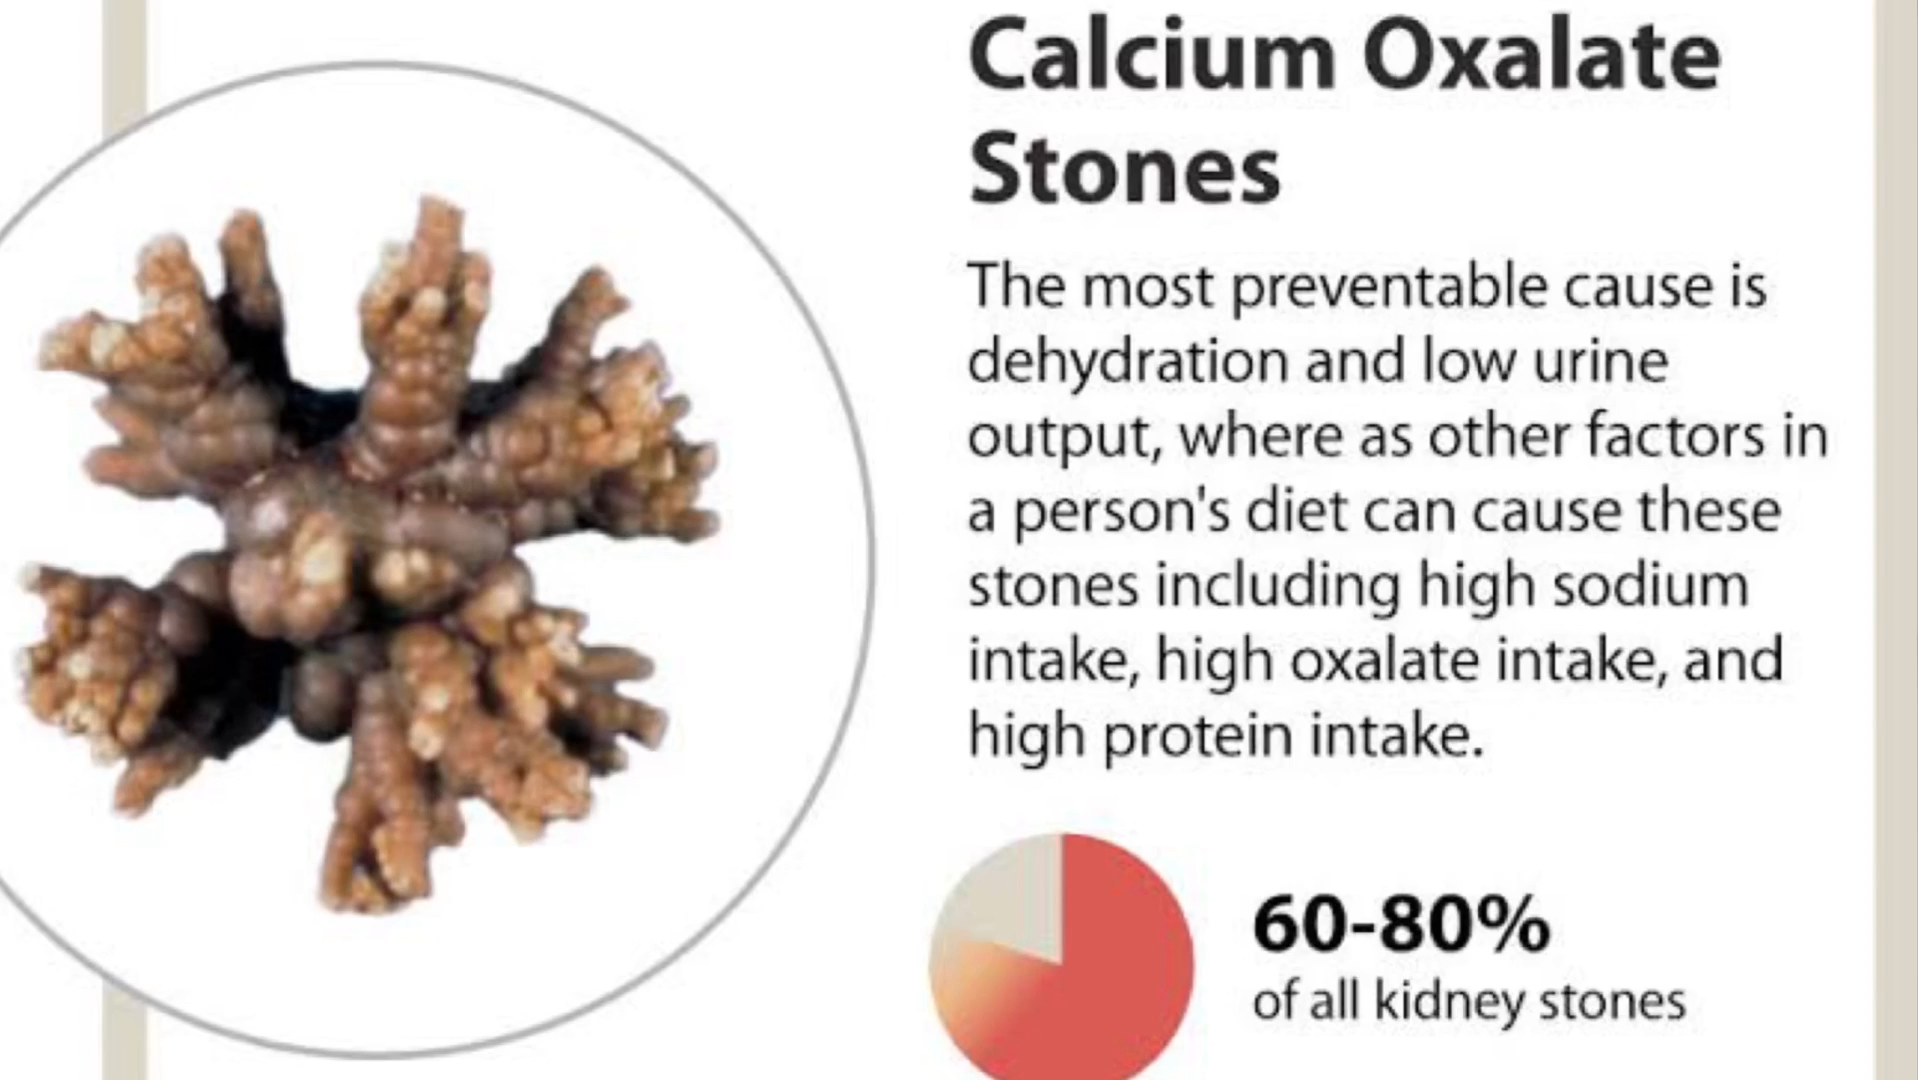 Calcium Oxalate
Stones
The most preventable cause is
dehydration and low urine
output, where as other factors in
a person's diet can cause these
stones including high sodium
intake, high oxalate intake, and
high protein intake.
60-80%
of all kidney stones